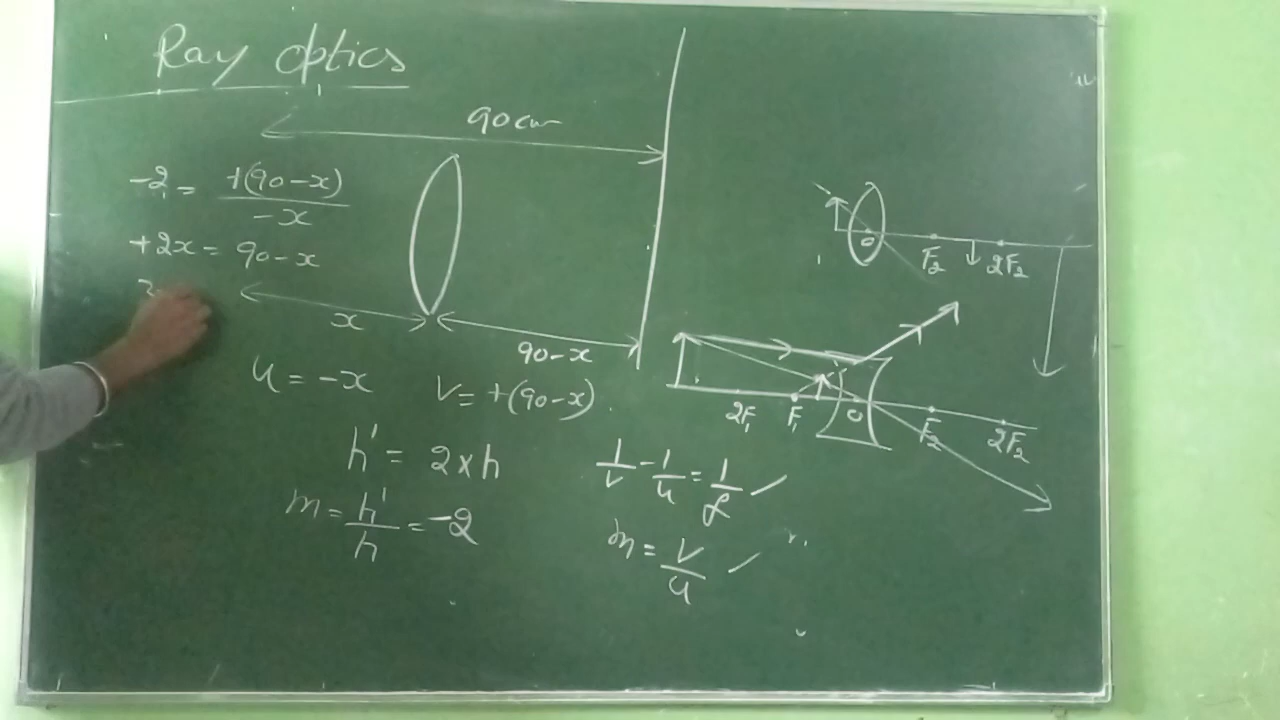 Ray optics
90 cm
-2 = +(90-x)/-x
+2x = 90-x
x
90-x
u = -x
v = +(90-x)
h' = 2xh
m = h'/h = -2
1/v - 1/u = 1/f ✓
m = v/u ✓
O F₂ 2F₂
2F₁ F₁ O F₂ 2F₂